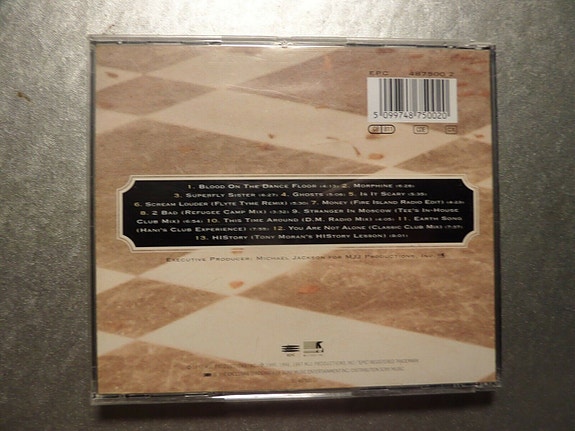 EPC 487500 2
5 099748 750020
1. Blood On The Dance Floor (4:13) 2. Morphine (6:28)
3. Superfly Sister (6:27) 4. Ghosts (5:08) 5. Is It Scary (5:35)
6. Scream Louder (Flyte Tyme Remix) (5:30) 7. Money (Fire Island Radio Edit) (4:23)
8. 2 Bad (Refugee Camp Mix) (3:32) 9. Stranger In Moscow (Tee's In-House
Club Mix) (6:54) 10. This Time Around (D.M. Radio Mix) (4:05) 11. Earth Song
(Hani's Club Experience) (7:55) 12. You Are Not Alone (Classic Club Mix) (7:37)
13. HIStory (Tony Moran's HIStory Lesson) (8:01)
Executive Producer: Michael Jackson for MJJ Productions, Inc.